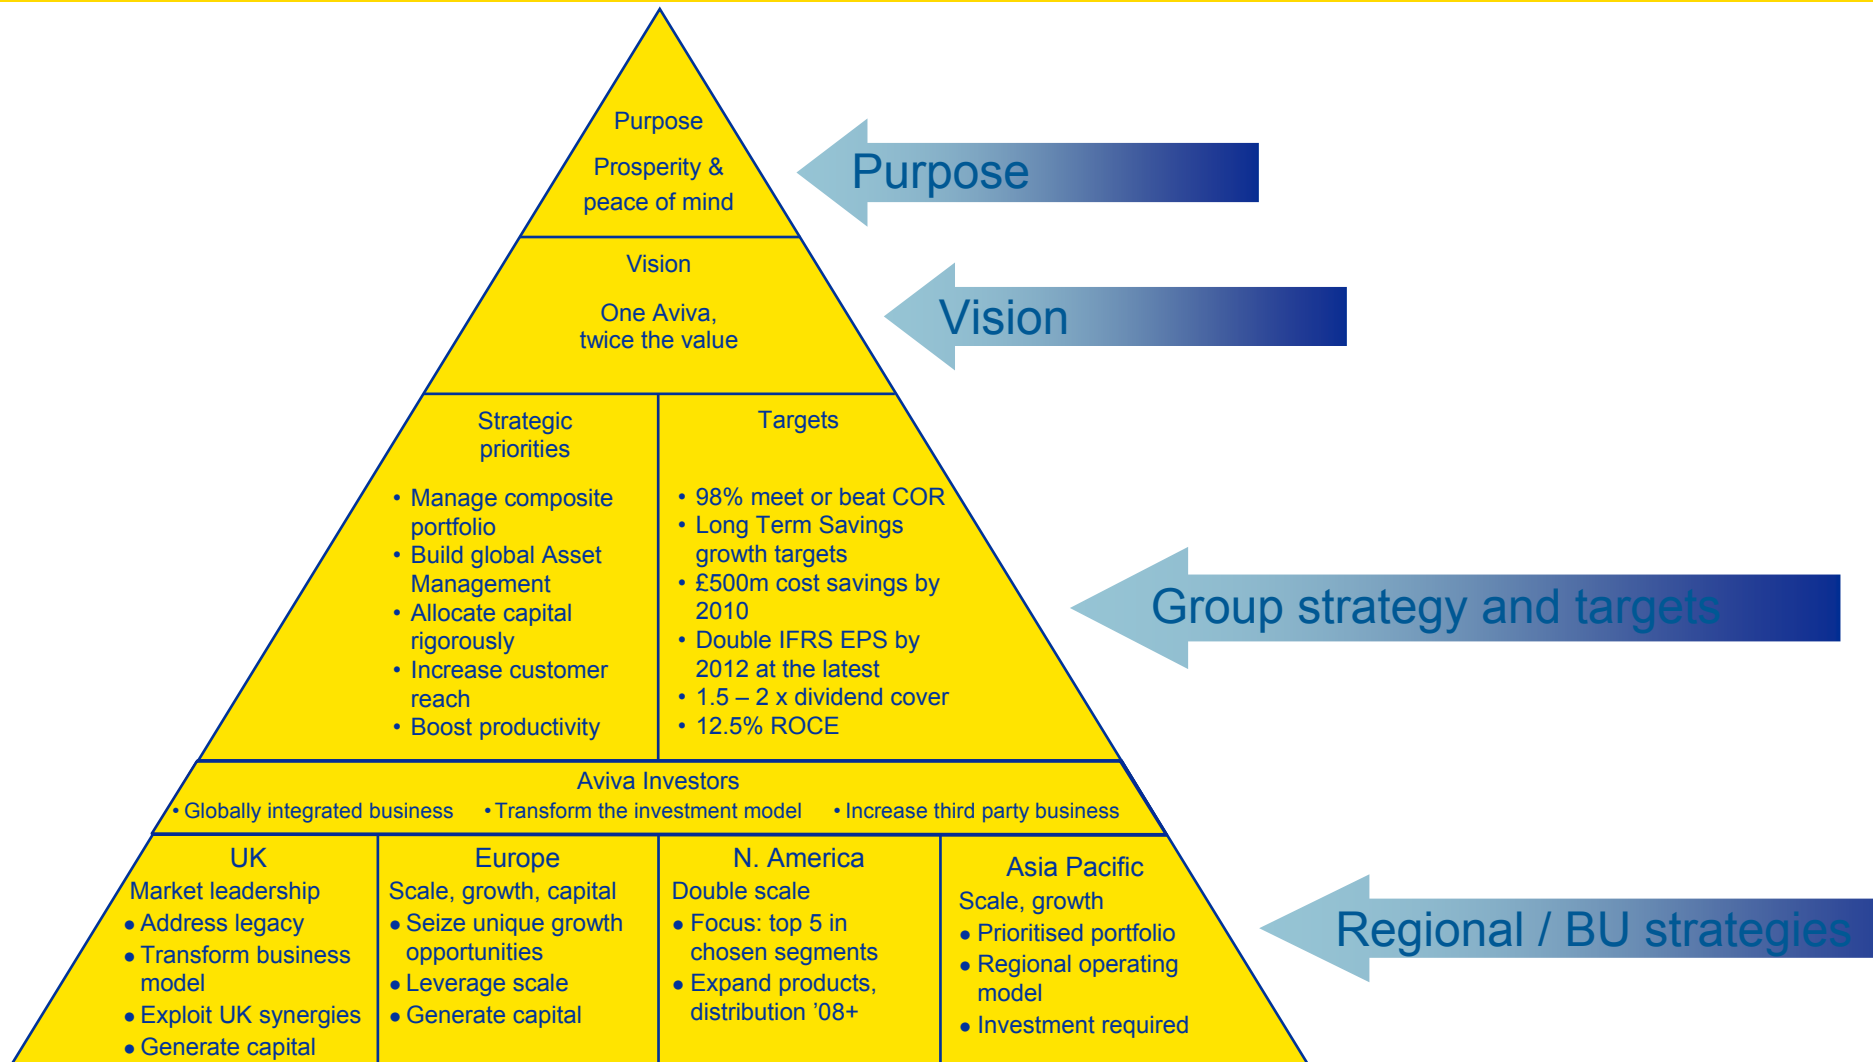 Purpose
Prosperity &
peace of mind
Purpose
Vision
One Aviva,
twice the value
Vision
Strategic
priorities
• Manage composite
portfolio
• Build global Asset
Management
• Allocate capital
rigorously
• Increase customer
reach
• Boost productivity
Targets
• 98% meet or beat COR
• Long Term Savings
growth targets
• £500m cost savings by
2010
• Double IFRS EPS by
2012 at the latest
• 1.5 – 2 x dividend cover
• 12.5% ROCE
Group strategy and targets
Aviva Investors
• Globally integrated business • Transform the investment model • Increase third party business
UK
Market leadership
● Address legacy
● Transform business
model
● Exploit UK synergies
● Generate capital
Europe
Scale, growth, capital
● Seize unique growth
opportunities
● Leverage scale
● Generate capital
N. America
Double scale
● Focus: top 5 in
chosen segments
● Expand products,
distribution ’08+
Asia Pacific
Scale, growth
● Prioritised portfolio
● Regional operating
model
● Investment required
Regional / BU strategies